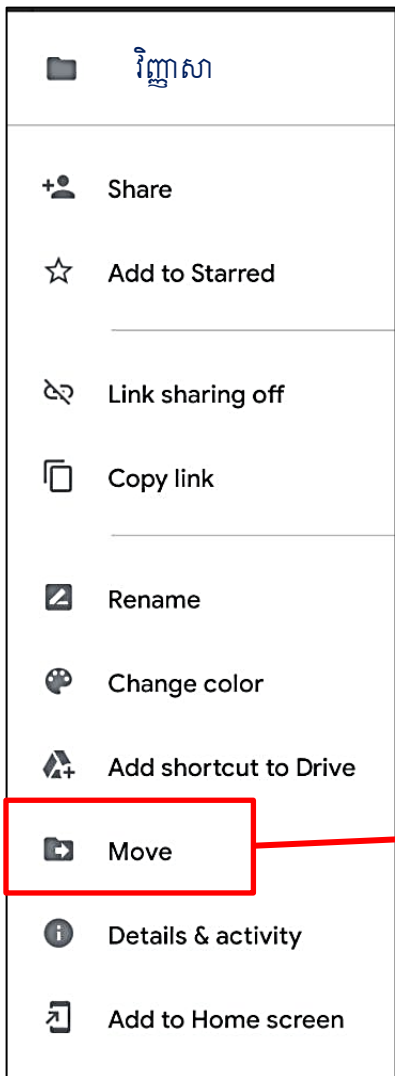 វិញ្ញាសា
Share
Add to Starred
Link sharing off
Copy link
Rename
Change color
Add shortcut to Drive
Move
Details & activity
Add to Home screen